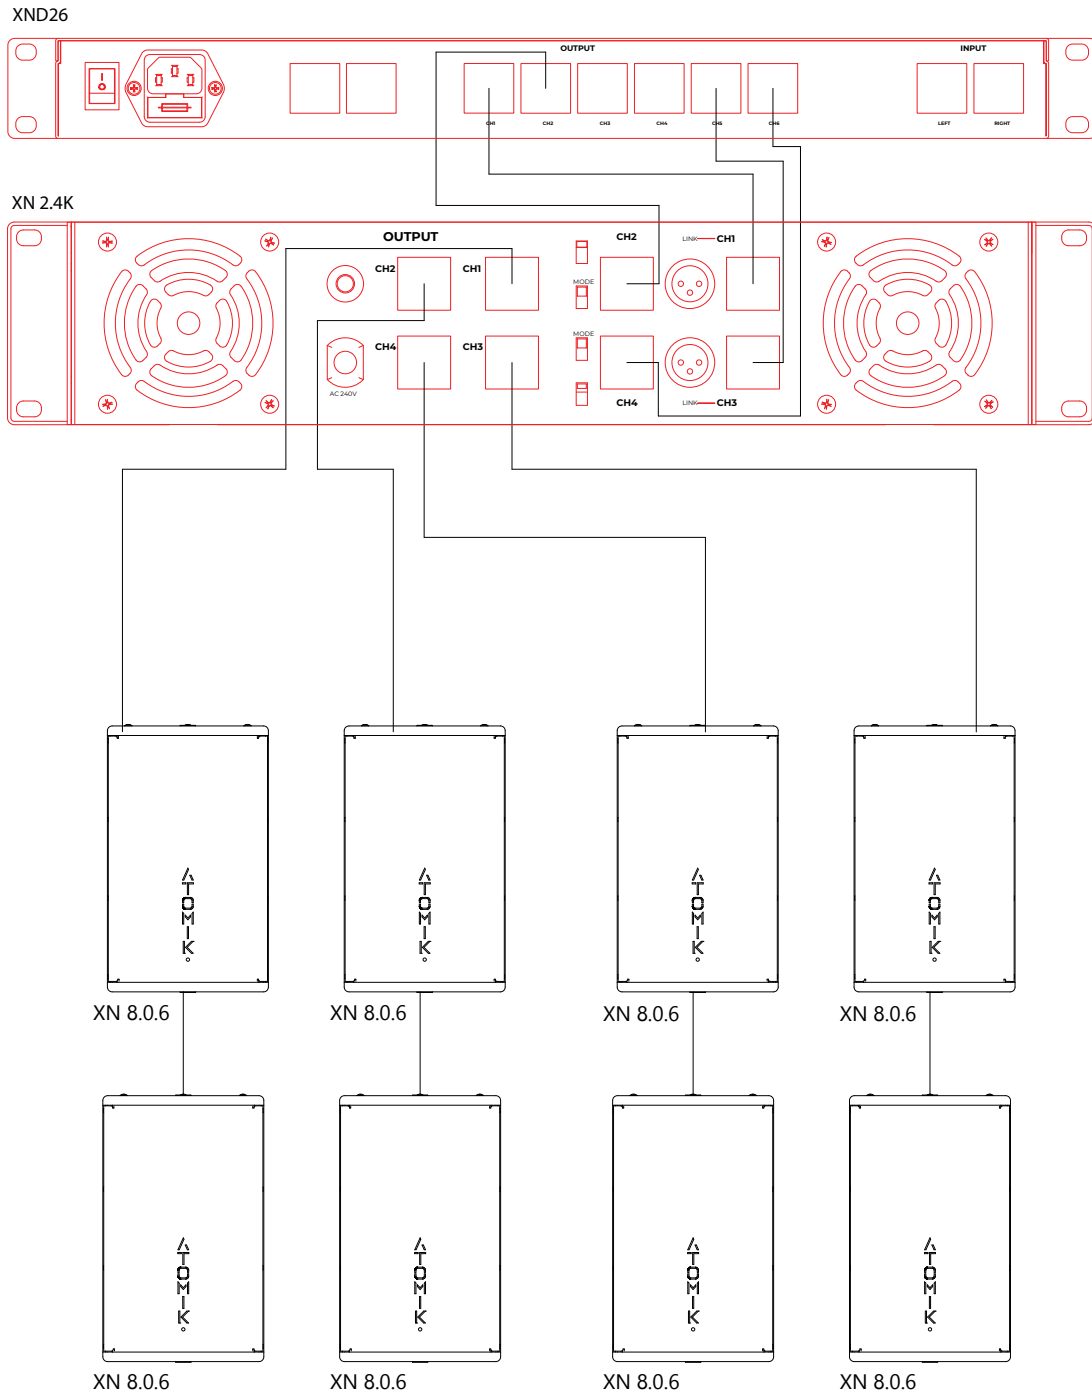 XND26
OUTPUT
INPUT
CH1
CH2
CH3
CH4
CH5
CH6
LEFT
RIGHT
XN 2.4K
OUTPUT
CH2
LINK
CH1
CH2
CH1
MODE
MODE
CH4
CH3
AC 240V
CH4
LINK
CH3
ATOMIK
ATOMIK
ATOMIK
ATOMIK
XN 8.0.6
XN 8.0.6
XN 8.0.6
XN 8.0.6
ATOMIK
ATOMIK
ATOMIK
ATOMIK
XN 8.0.6
XN 8.0.6
XN 8.0.6
XN 8.0.6